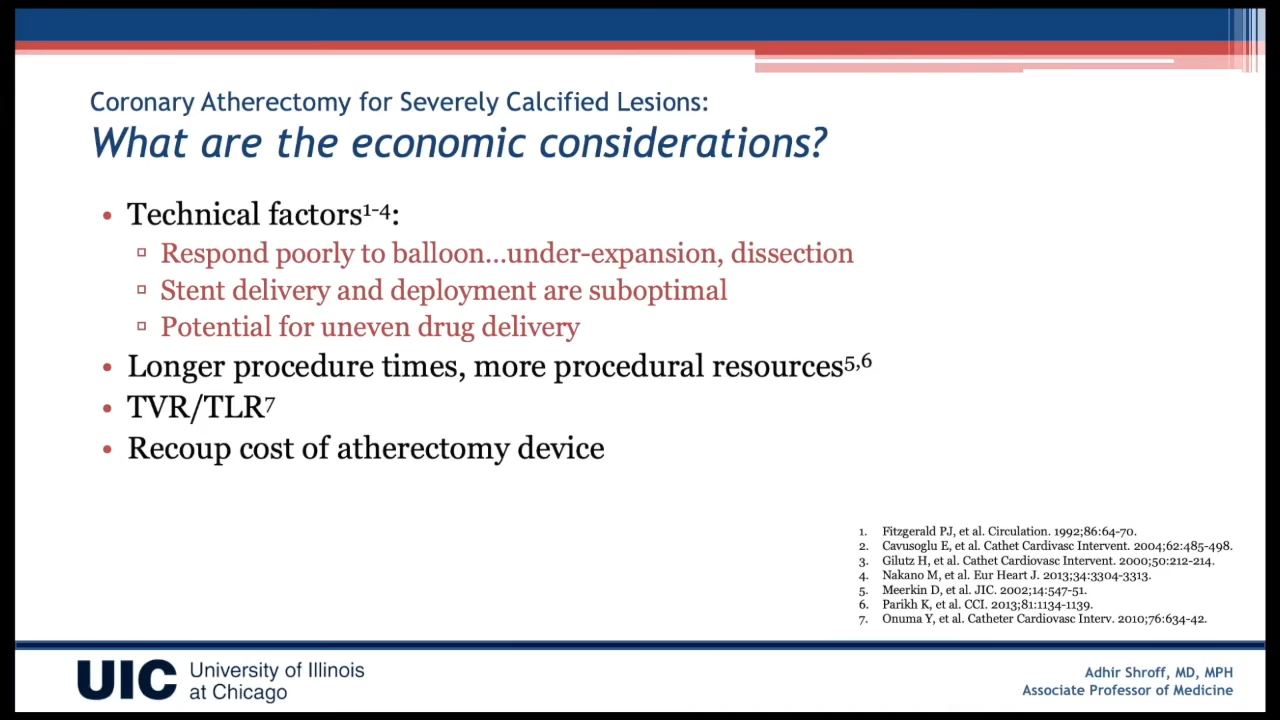 Coronary Atherectomy for Severely Calcified Lesions:
What are the economic considerations?
• Technical factors1-4:
▫ Respond poorly to balloon...under-expansion, dissection
▫ Stent delivery and deployment are suboptimal
▫ Potential for uneven drug delivery
• Longer procedure times, more procedural resources5,6
• TVR/TLR7
• Recoup cost of atherectomy device
1. Fitzgerald PJ, et al. Circulation. 1992;86:64-70.
2. Cavusoglu E, et al. Cathet Cardivasc Intervent. 2004;62:485-498.
3. Gilutz H, et al. Cathet Cardiovasc Intervent. 2000;50:212-214.
4. Nakano M, et al. Eur Heart J. 2013;34:3304-3313.
5. Meerkin D, et al. JIC. 2002;14:547-51.
6. Parikh K, et al. CCI. 2013;81:1134-1139.
7. Onuma Y, et al. Catheter Cardiovasc Interv. 2010;76:634-42.
UIC University of Illinois
at Chicago
Adhir Shroff, MD, MPH
Associate Professor of Medicine